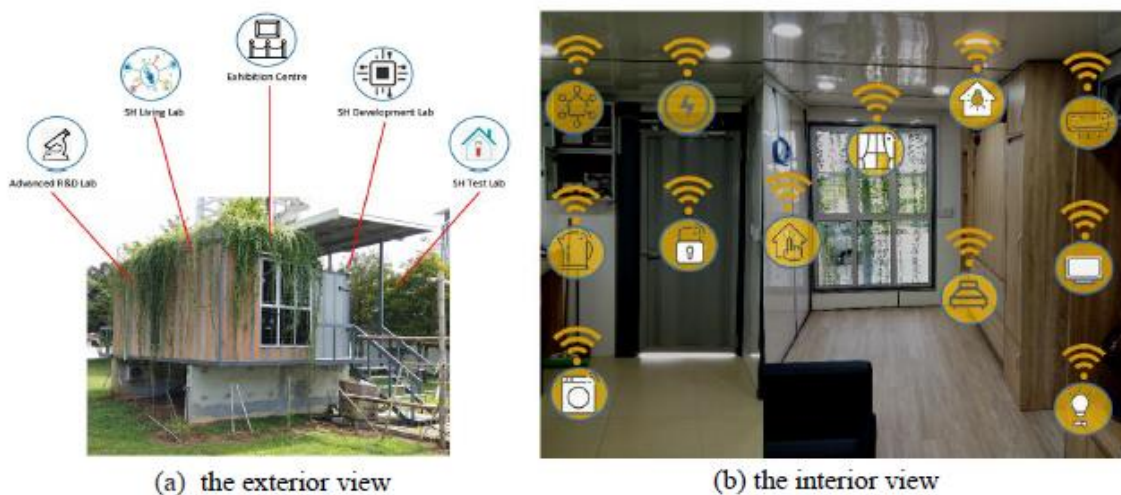 Exhibition Centre
SH Living Lab
SH Development Lab
Advanced R&D Lab
SH Test Lab
(a) the exterior view
(b) the interior view